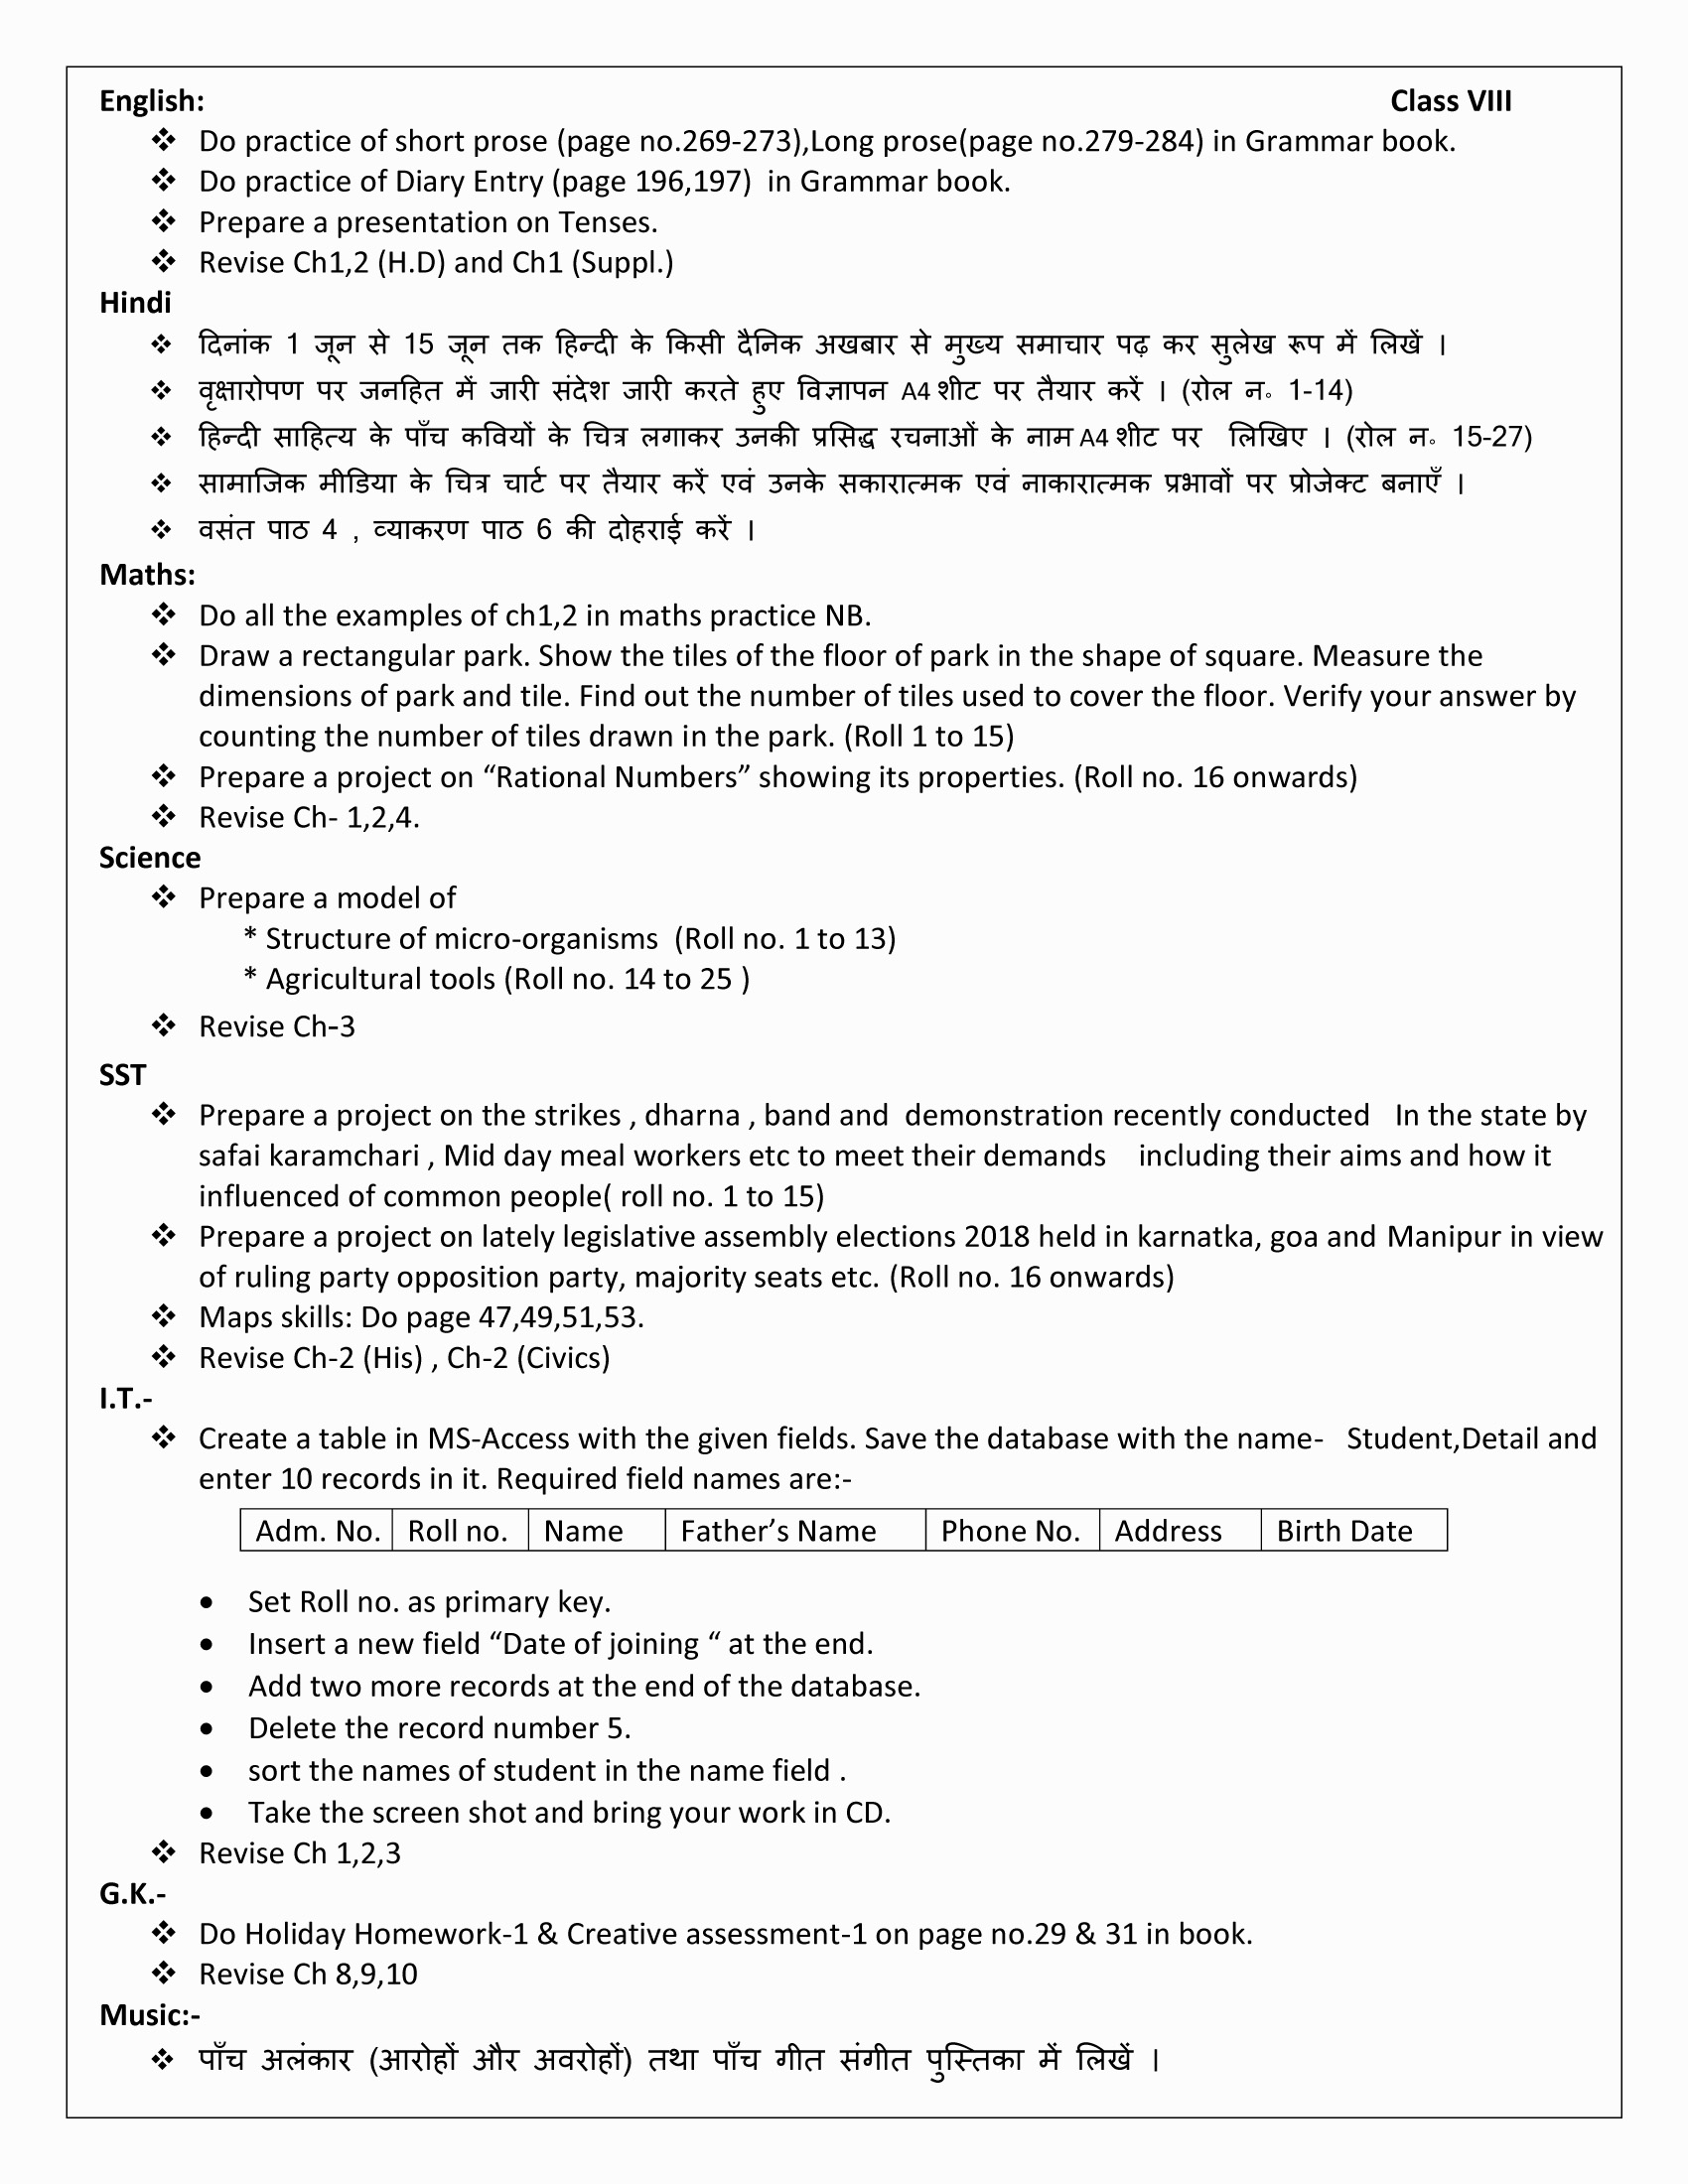 English: Class VIII
❖ Do practice of short prose (page no.269-273),Long prose(page no.279-284) in Grammar book.
❖ Do practice of Diary Entry (page 196,197)  in Grammar book.
❖ Prepare a presentation on Tenses.
❖ Revise Ch1,2 (H.D) and Ch1 (Suppl.)
Hindi
❖ दिनांक 1 जून से 15 जून तक हिन्दी के किसी दैनिक अखबार से मुख्य समाचार पढ़ कर सुलेख रूप में लिखें ।
❖ वृक्षारोपण पर जनहित में जारी संदेश जारी करते हुए विज्ञापन A4 शीट पर तैयार करें । (रोल न॰ 1-14)
❖ हिन्दी साहित्य के पाँच कवियों के चित्र लगाकर उनकी प्रसिद्ध रचनाओं के नाम A4 शीट पर  लिखिए । (रोल न॰ 15-27)
❖ सामाजिक मीडिया के चित्र चार्ट पर तैयार करें एवं उनके सकारात्मक एवं नाकारात्मक प्रभावों पर प्रोजेक्ट बनाएँ ।
❖ वसंत पाठ 4 , व्याकरण पाठ 6 की दोहराई करें ।
Maths:
❖ Do all the examples of ch1,2 in maths practice NB.
❖ Draw a rectangular park. Show the tiles of the floor of park in the shape of square. Measure the
dimensions of park and tile. Find out the number of tiles used to cover the floor. Verify your answer by
counting the number of tiles drawn in the park. (Roll 1 to 15)
❖ Prepare a project on “Rational Numbers” showing its properties. (Roll no. 16 onwards)
❖ Revise Ch- 1,2,4.
Science
❖ Prepare a model of
* Structure of micro-organisms  (Roll no. 1 to 13)
* Agricultural tools (Roll no. 14 to 25 )
❖ Revise Ch-3
SST
❖ Prepare a project on the strikes , dharna , band and  demonstration recently conducted   In the state by
safai karamchari , Mid day meal workers etc to meet their demands    including their aims and how it
influenced of common people( roll no. 1 to 15)
❖ Prepare a project on lately legislative assembly elections 2018 held in karnatka, goa and Manipur in view
of ruling party opposition party, majority seats etc. (Roll no. 16 onwards)
❖ Maps skills: Do page 47,49,51,53.
❖ Revise Ch-2 (His) , Ch-2 (Civics)
I.T.-
❖ Create a table in MS-Access with the given fields. Save the database with the name-   Student,Detail and
enter 10 records in it. Required field names are:-
Adm. No. Roll no. Name Father’s Name Phone No. Address Birth Date
• Set Roll no. as primary key.
• Insert a new field “Date of joining “ at the end.
• Add two more records at the end of the database.
• Delete the record number 5.
• sort the names of student in the name field .
• Take the screen shot and bring your work in CD.
❖ Revise Ch 1,2,3
G.K.-
❖ Do Holiday Homework-1 & Creative assessment-1 on page no.29 & 31 in book.
❖ Revise Ch 8,9,10
Music:-
❖ पाँच अलंकार (आरोहों और अवरोहों) तथा पाँच गीत संगीत पुस्तिका में लिखें ।